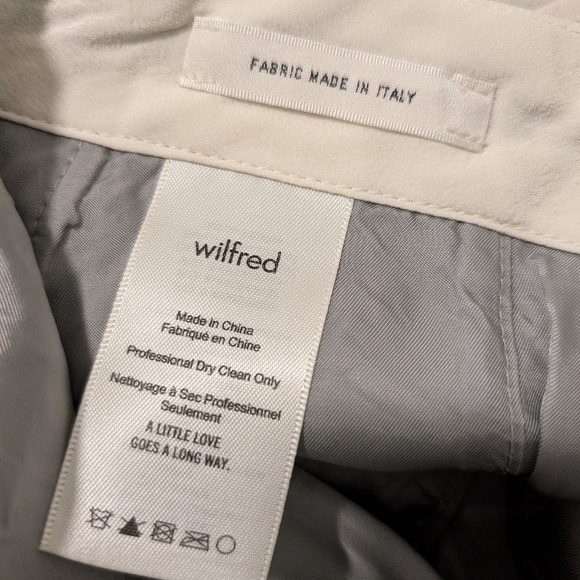 FABRIC MADE IN ITALY
wilfred
Made in China
Fabriqué en Chine
Professional Dry Clean Only
Nettoyage à Sec Professionnel
Seulement
A LITTLE LOVE
GOES A LONG WAY.